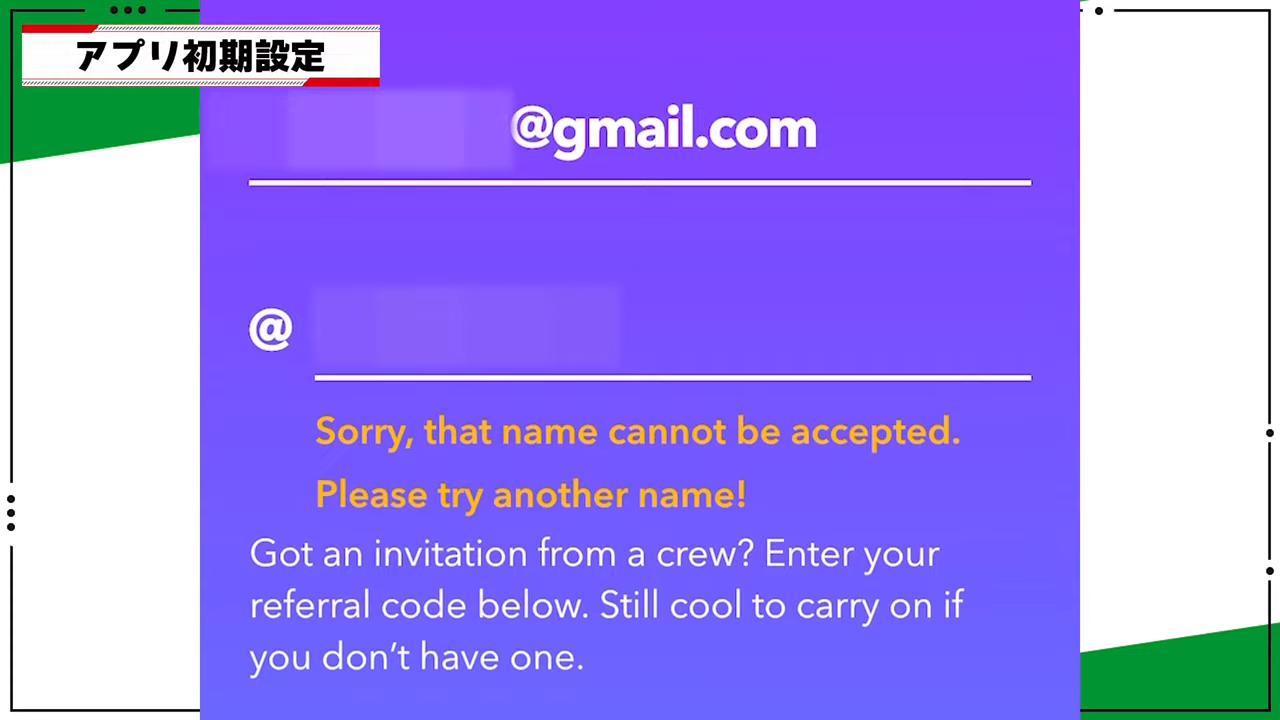 アプリ初期設定
@gmail.com
@
Sorry, that name cannot be accepted.
Please try another name!
Got an invitation from a crew? Enter your
referral code below. Still cool to carry on if
you don’t have one.